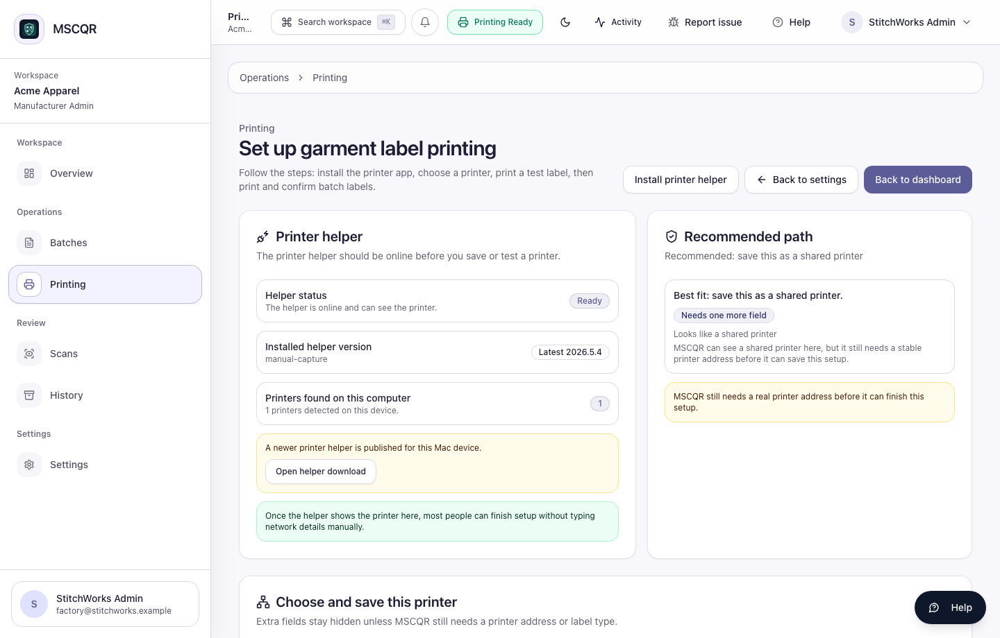 MSCQR
Workspace
Acme Apparel
Manufacturer Admin
Workspace
Overview
Operations
Batches
Printing
Review
Scans
History
Settings
Settings
S
StitchWorks Admin
factory@stitchworks.example
Pri...
Acm...
Search workspace
⌘K
Printing Ready
Activity
Report issue
Help
S
StitchWorks Admin
Operations
Printing
Printing
Set up garment label printing
Follow the steps: install the printer app, choose a printer, print a test label, then
print and confirm batch labels.
Install printer helper
Back to settings
Back to dashboard
Printer helper
The printer helper should be online before you save or test a printer.
Helper status
The helper is online and can see the printer.
Ready
Installed helper version
manual-capture
Latest 2026.5.4
Printers found on this computer
1 printers detected on this device.
1
A newer printer helper is published for this Mac device.
Open helper download
Once the helper shows the printer here, most people can finish setup without typing
network details manually.
Recommended path
Recommended: save this as a shared printer
Best fit: save this as a shared printer.
Needs one more field
Looks like a shared printer
MSCQR can see a shared printer here, but it still needs a stable
printer address before it can save this setup.
MSCQR still needs a real printer address before it can finish this
setup.
Choose and save this printer
Extra fields stay hidden unless MSCQR still needs a printer address or label type.
Help